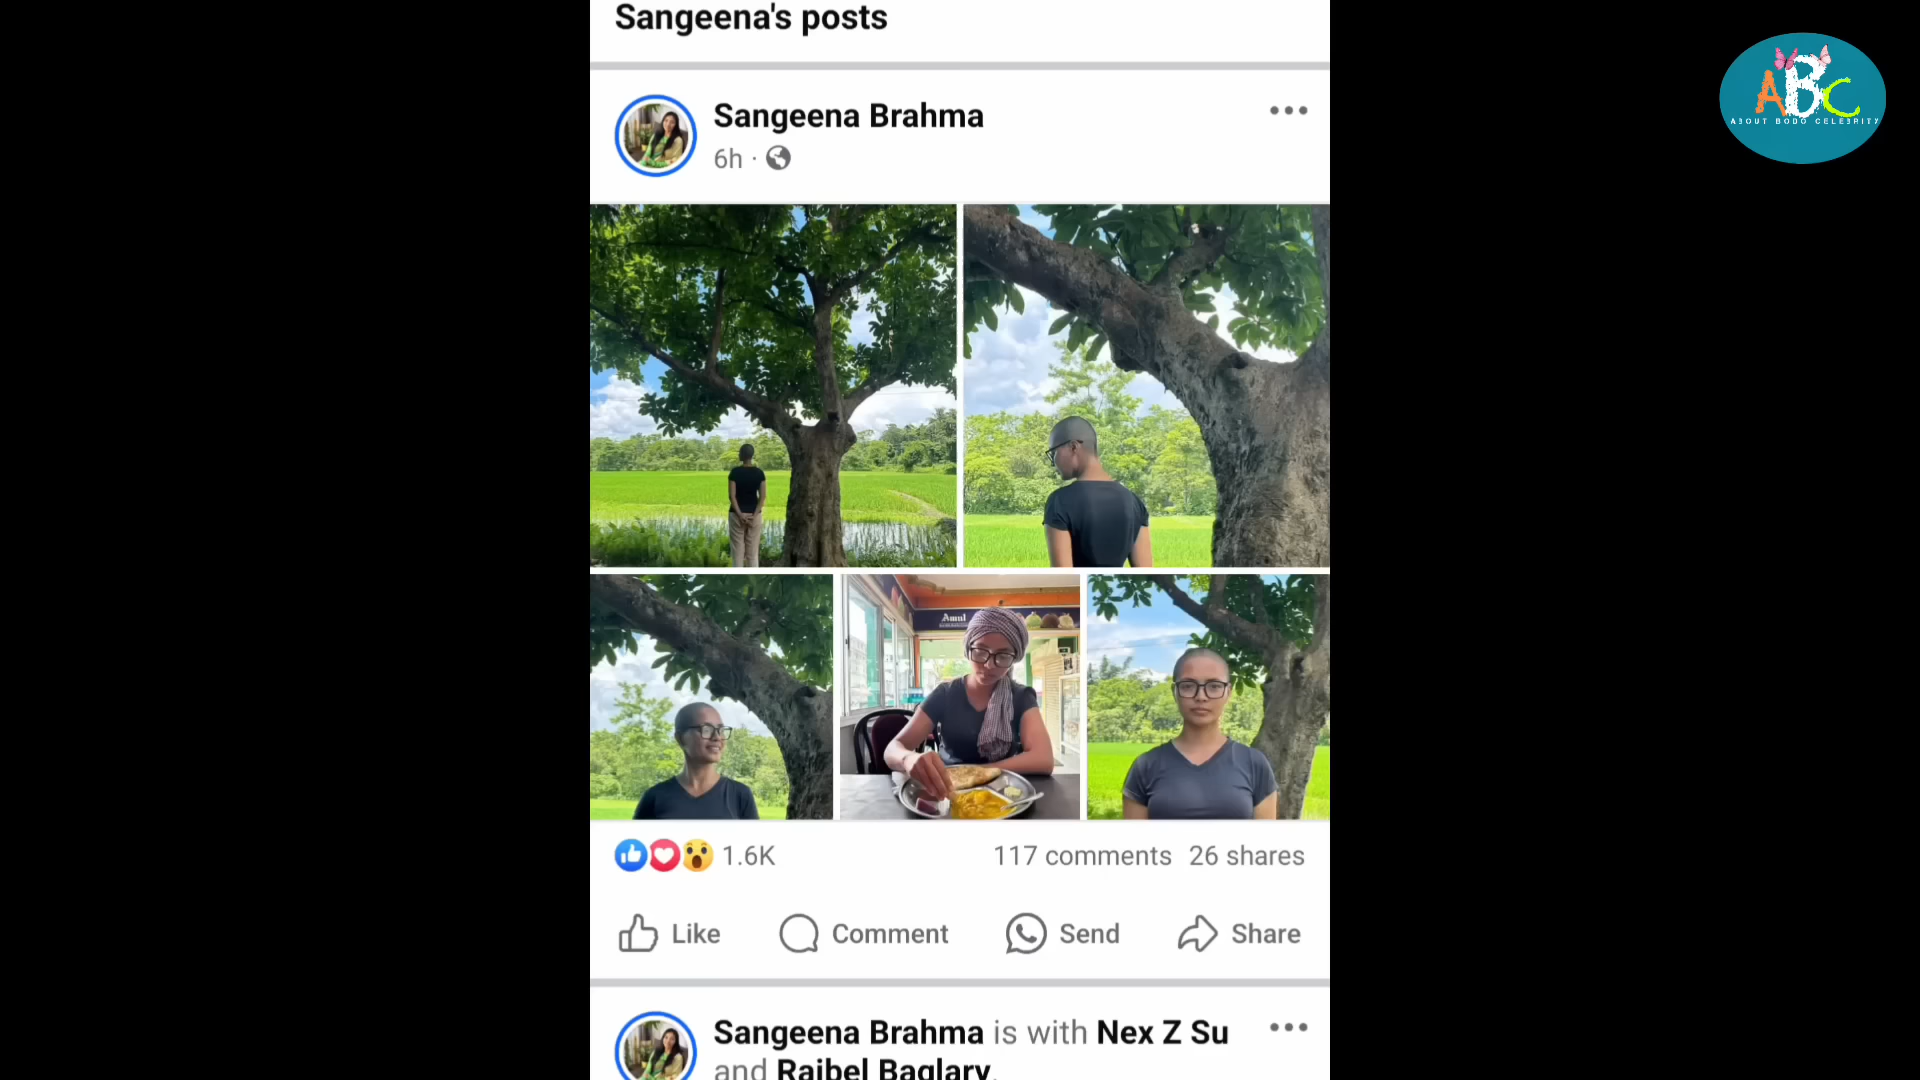 Sangeena's posts
Sangeena Brahma
6h ·
ABC
ABOUT BODO CELEBRITY
Amul
1.6K
117 comments 26 shares
Like
Comment
Send
Share
Sangeena Brahma is with Nex Z Su
and Raibel Baglary.